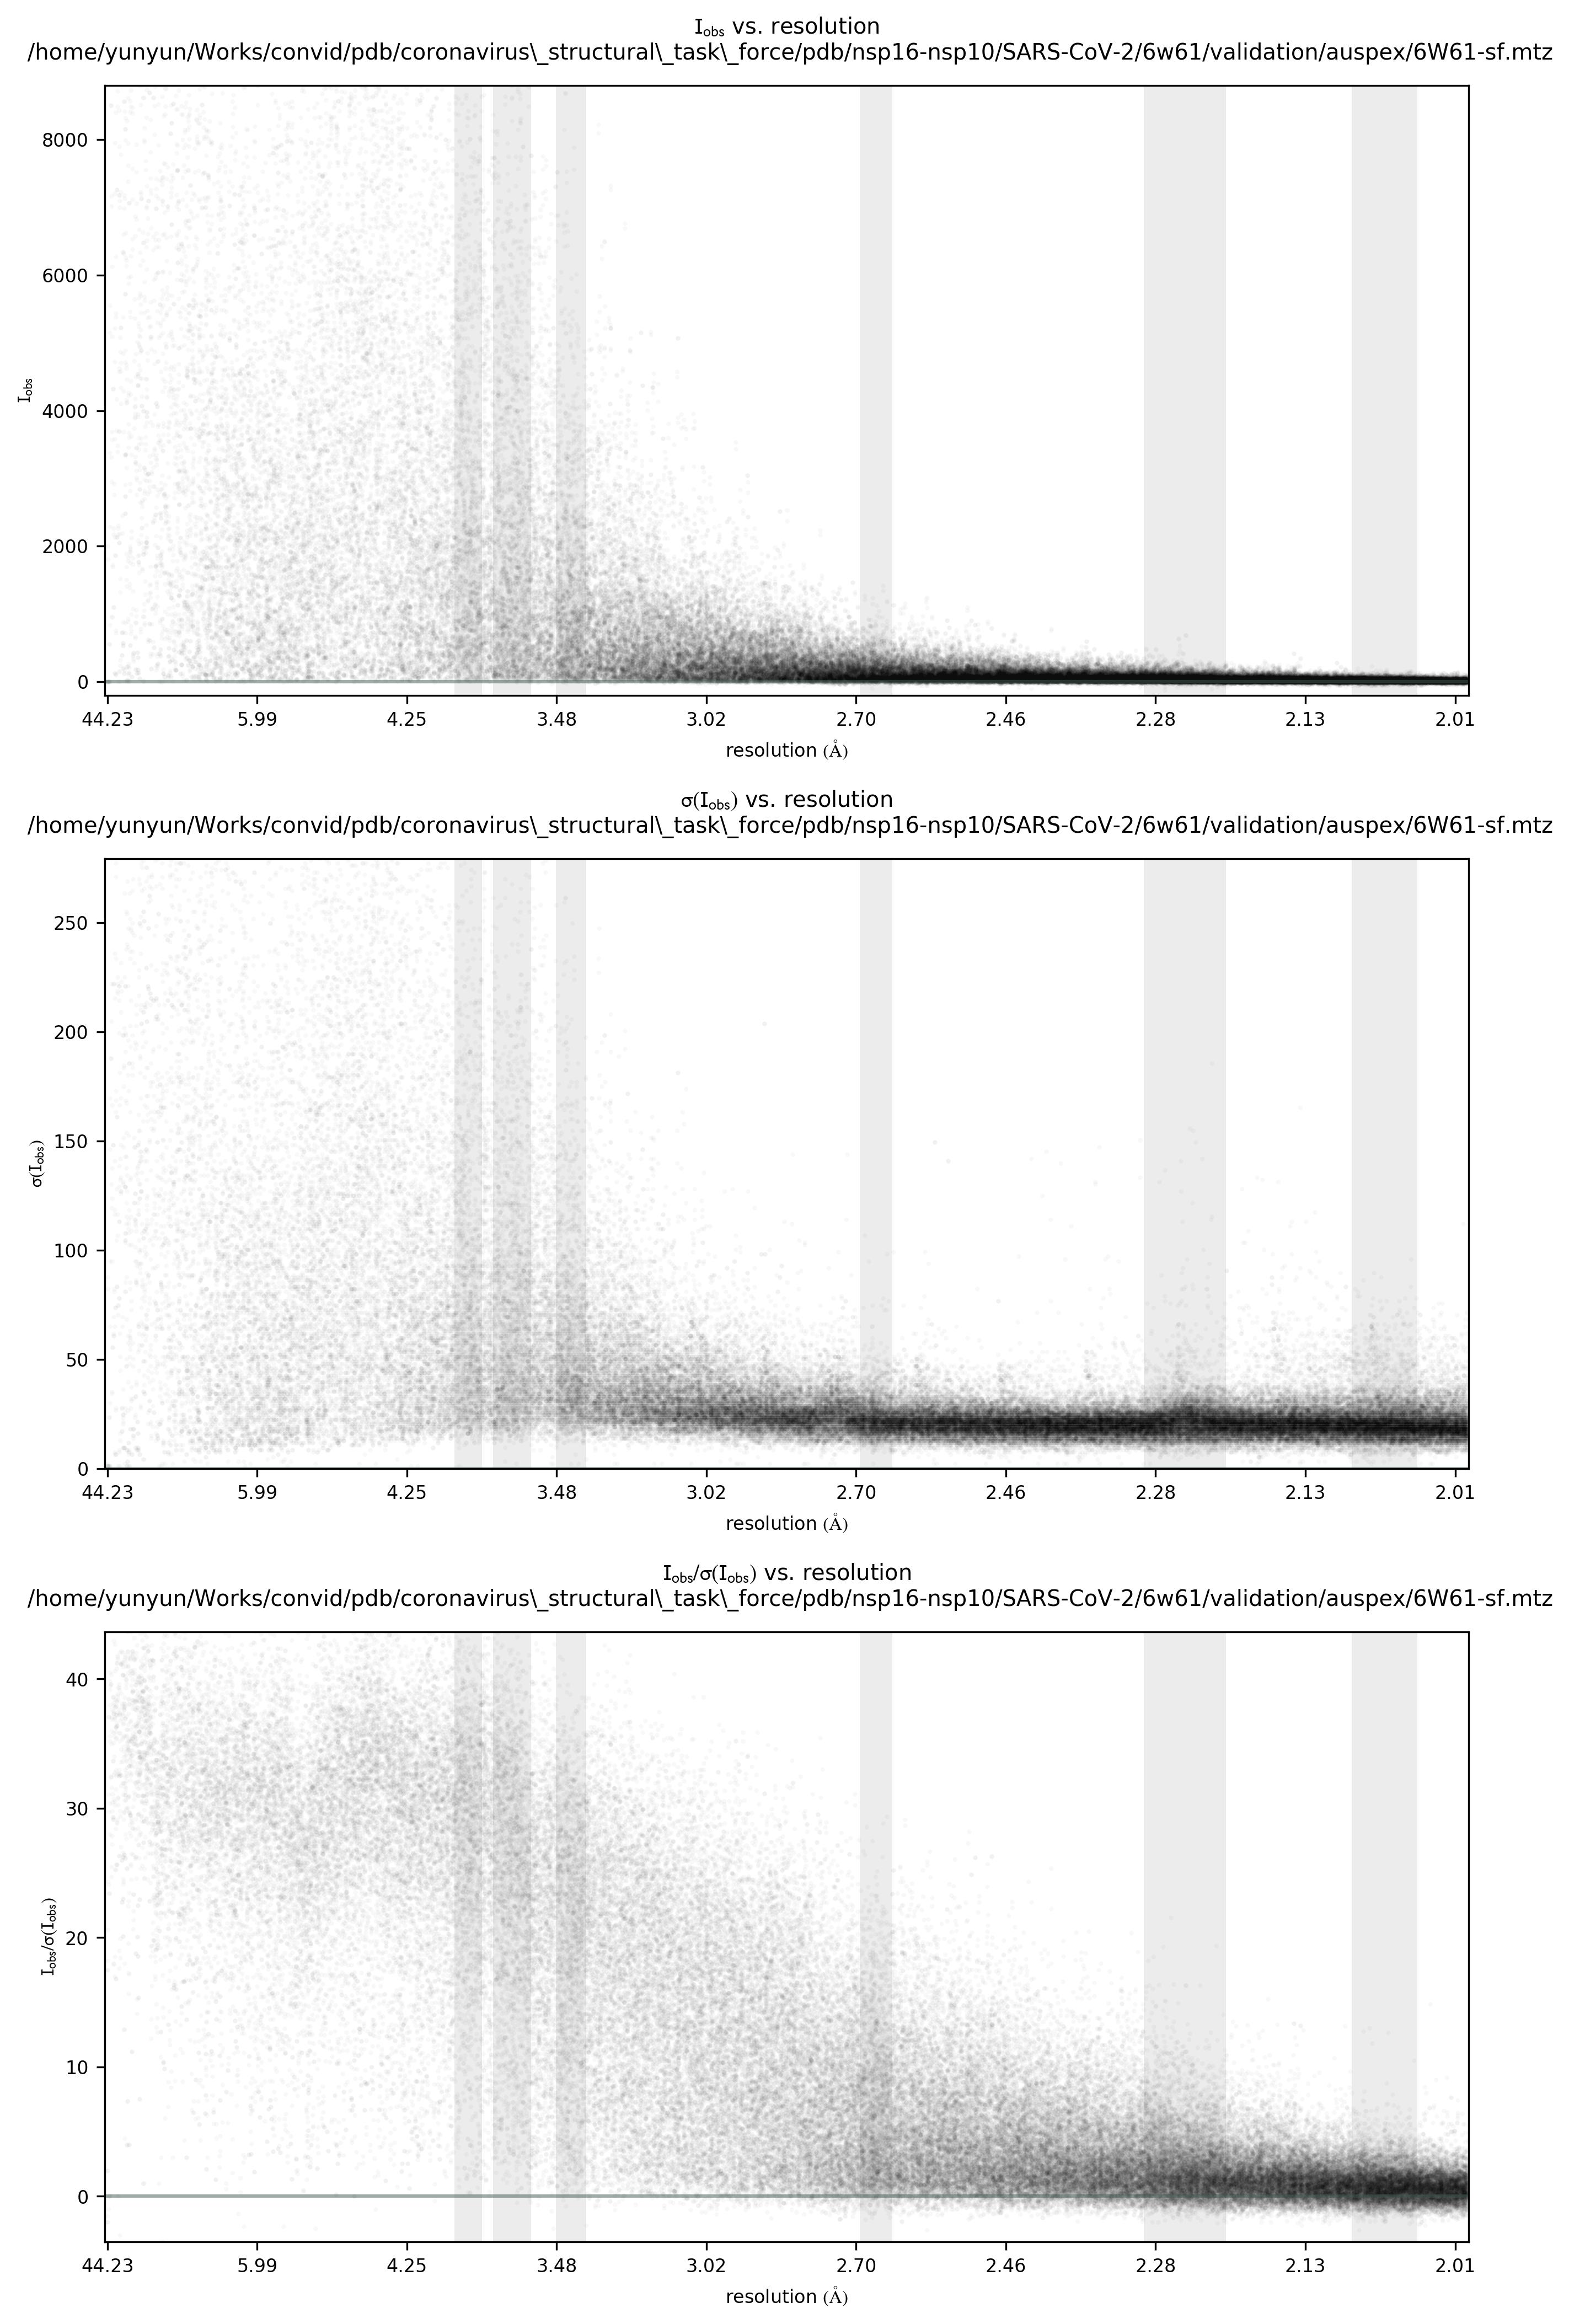 Iobs vs. resolution
/home/yunyun/Works/convid/pdb/coronavirus\_structural\_task\_force/pdb/nsp16-nsp10/SARS-CoV-2/6w61/validation/auspex/6W61-sf.mtz
8000
6000
4000
2000
0
Iobs
44.23 5.99 4.25 3.48 3.02 2.70 2.46 2.28 2.13 2.01
resolution (Å)
σ(Iobs) vs. resolution
/home/yunyun/Works/convid/pdb/coronavirus\_structural\_task\_force/pdb/nsp16-nsp10/SARS-CoV-2/6w61/validation/auspex/6W61-sf.mtz
250
200
150
100
50
0
σ(Iobs)
44.23 5.99 4.25 3.48 3.02 2.70 2.46 2.28 2.13 2.01
resolution (Å)
Iobs/σ(Iobs) vs. resolution
/home/yunyun/Works/convid/pdb/coronavirus\_structural\_task\_force/pdb/nsp16-nsp10/SARS-CoV-2/6w61/validation/auspex/6W61-sf.mtz
40
30
20
10
0
Iobs/σ(Iobs)
44.23 5.99 4.25 3.48 3.02 2.70 2.46 2.28 2.13 2.01
resolution (Å)